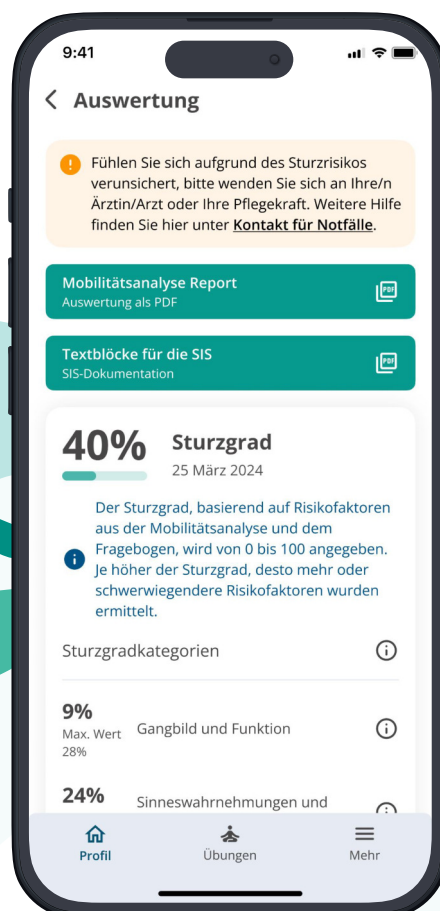 9:41
Auswertung
Fühlen Sie sich aufgrund des Sturzrisikos
verunsichert, bitte wenden Sie sich an Ihre/n
Ärztin/Arzt oder Ihre Pflegekraft. Weitere Hilfe
finden Sie hier unter Kontakt für Notfälle.
Mobilitätsanalyse Report
Auswertung als PDF
PDF
Textblöcke für die SIS
SIS-Dokumentation
PDF
40%
Sturzgrad
25 März 2024
Der Sturzgrad, basierend auf Risikofaktoren
aus der Mobilitätsanalyse und dem
Fragebogen, wird von 0 bis 100 angegeben.
Je höher der Sturzgrad, desto mehr oder
schwerwiegendere Risikofaktoren wurden
ermittelt.
Sturzgradkategorien
9%
Max. Wert
28%
Gangbild und Funktion
24%
Sinneswahrnehmungen und
Profil
Übungen
Mehr